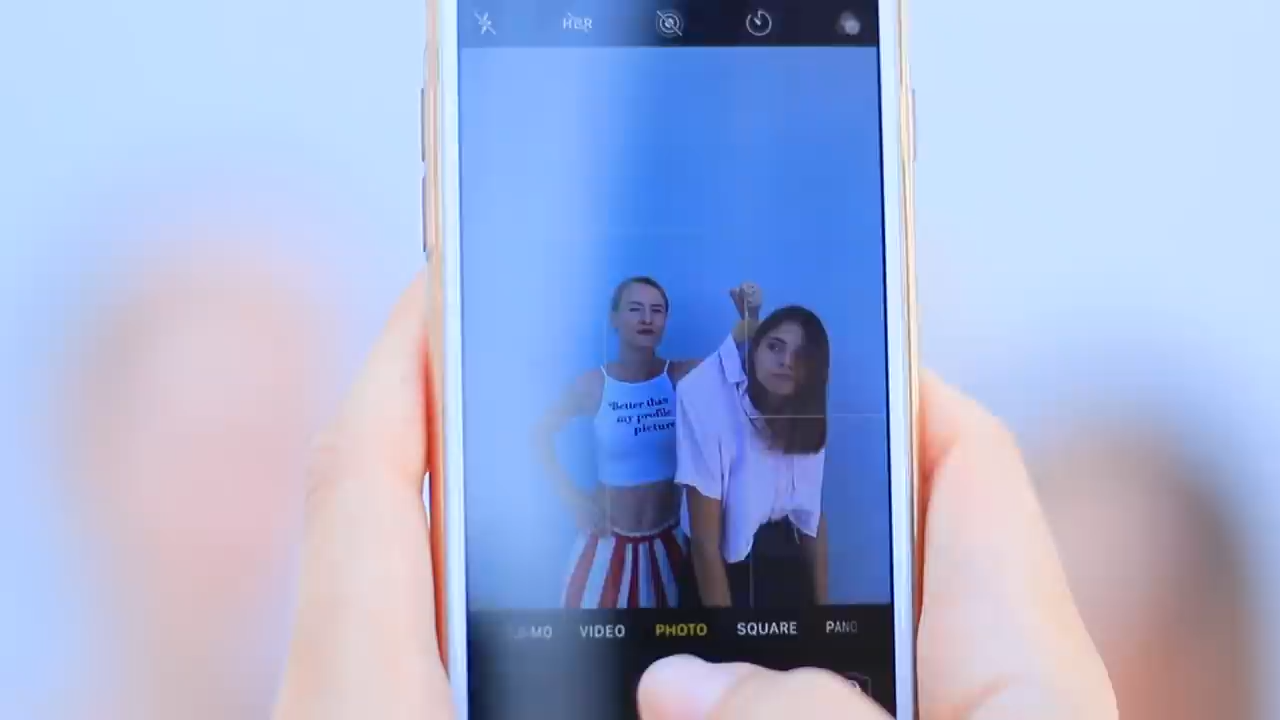 HDR
"Better than
my profile
picture
VIDEO PHOTO SQUARE PANO